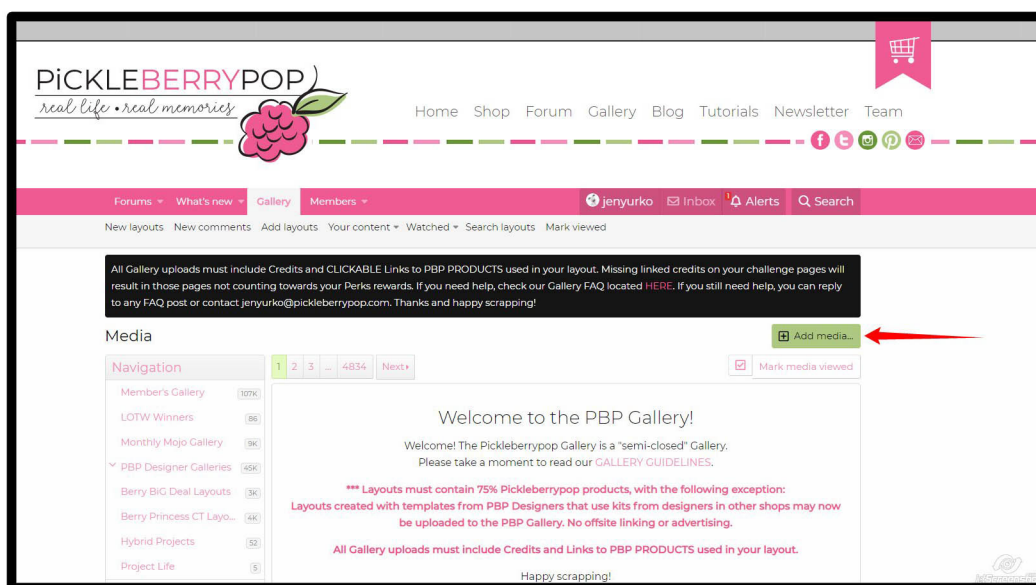 PiCKLEBERRYPOP
real life • real memories
Home Shop Forum Gallery Blog Tutorials Newsletter Team
Forums What's new Gallery Members jenyurko Inbox 1 Alerts Search
New layouts New comments Add layouts Your content Watched Search layouts Mark viewed
All Gallery uploads must include Credits and CLICKABLE Links to PBP PRODUCTS used in your layout. Missing linked credits on your challenge pages will
result in those pages not counting towards your Perks rewards. If you need help, check our Gallery FAQ located HERE. If you still need help, you can reply
to any FAQ post or contact jenyurko@pickleberrypop.com. Thanks and happy scrapping!
Media
Add media...
Navigation
1 2 3 ... 4834 Next
Mark media viewed
Member's Gallery 107K
LOTW Winners 86
Monthly Mojo Gallery 9K
PBP Designer Galleries 45K
Berry BiG Deal Layouts 3K
Berry Princess CT Layo... 4K
Hybrid Projects 52
Project Life 5
Welcome to the PBP Gallery!
Welcome! The Pickleberrypop Gallery is a "semi-closed" Gallery.
Please take a moment to read our GALLERY GUIDELINES.
*** Layouts must contain 75% Pickleberrypop products, with the following exception:
Layouts created with templates from PBP Designers that use kits from designers in other shops may now
be uploaded to the PBP Gallery. No offsite linking or advertising.
All Gallery uploads must include Credits and Links to PBP PRODUCTS used in your layout.
Happy scrapping!